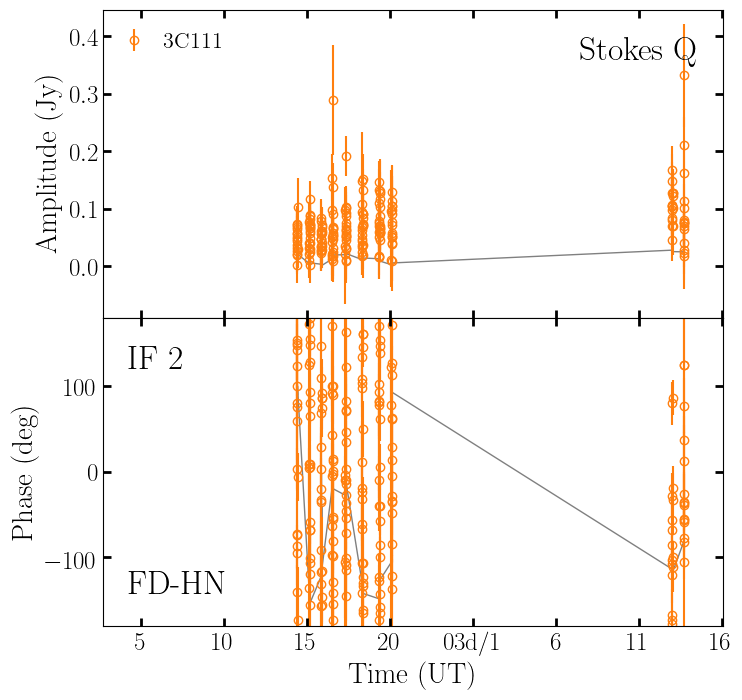 3C111
Stokes Q
0.4
0.3
0.2
0.1
0.0
Amplitude (Jy)
IF 2
100
0
−100
Phase (deg)
FD-HN
5 10 15 20 03d/1 6 11 16
Time (UT)